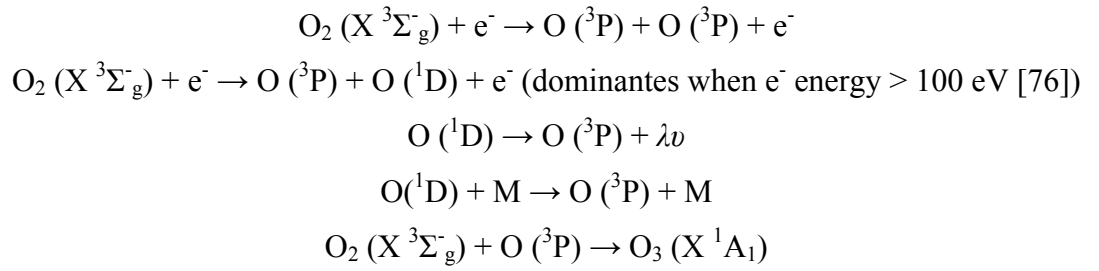 O₂ (X ³Σ⁻g) + e⁻ → O (³P) + O (³P) + e⁻
O₂ (X ³Σ⁻g) + e⁻ → O (³P) + O (¹D) + e⁻ (dominantes when e⁻ energy > 100 eV [76])
O (¹D) → O (³P) + λυ
O(¹D) + M → O (³P) + M
O₂ (X ³Σ⁻g) + O (³P) → O₃ (X ¹A₁)